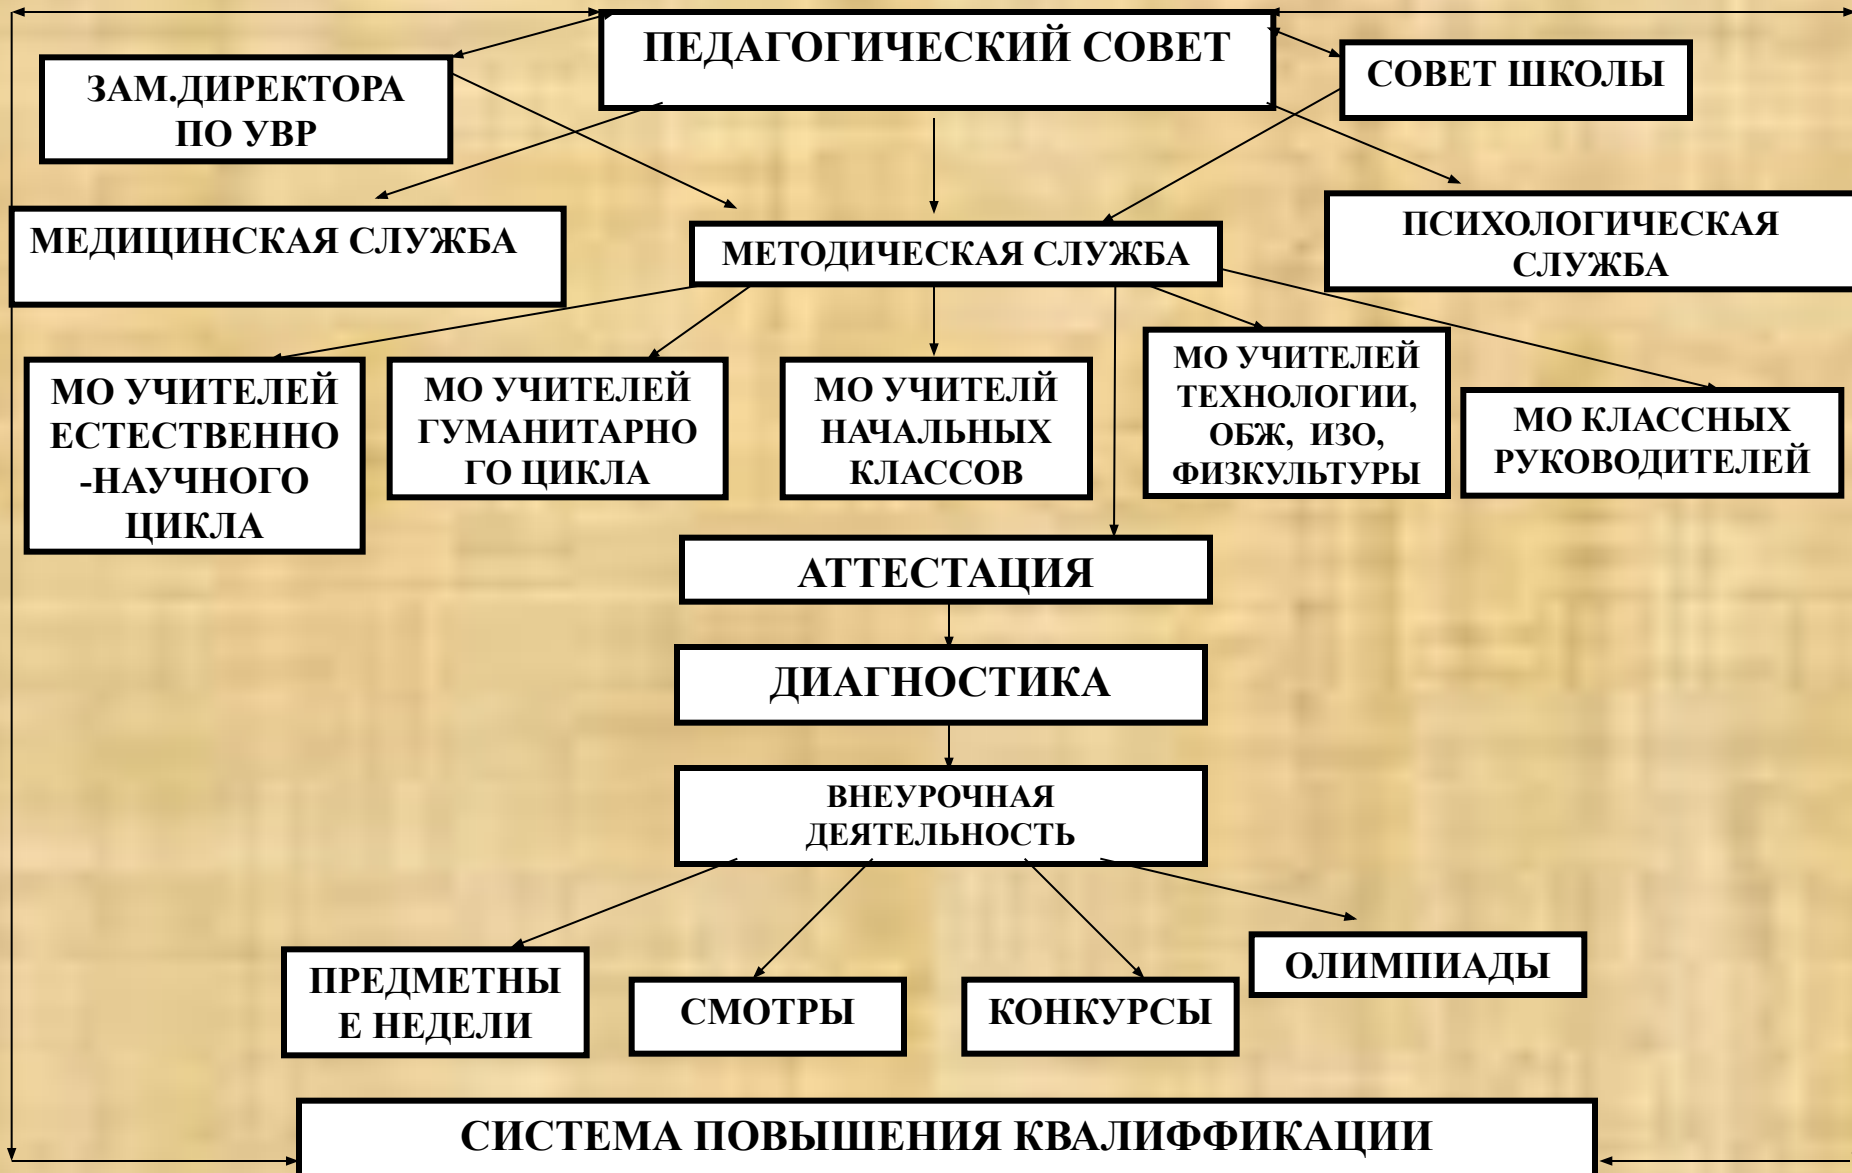 ПЕДАГОГИЧЕСКИЙ СОВЕТ
ЗАМ.ДИРЕКТОРА
ПО УВР
СОВЕТ ШКОЛЫ
МЕДИЦИНСКАЯ СЛУЖБА
МЕТОДИЧЕСКАЯ СЛУЖБА
ПСИХОЛОГИЧЕСКАЯ
СЛУЖБА
МО УЧИТЕЛЕЙ
ЕСТЕСТВЕННО
-НАУЧНОГО
ЦИКЛА
МО УЧИТЕЛЕЙ
ГУМАНИТАРНО
ГО ЦИКЛА
МО УЧИТЕЛЙ
НАЧАЛЬНЫХ
КЛАССОВ
МО УЧИТЕЛЕЙ
ТЕХНОЛОГИИ,
ОБЖ, ИЗО,
ФИЗКУЛЬТУРЫ
МО КЛАССНЫХ
РУКОВОДИТЕЛЕЙ
АТТЕСТАЦИЯ
ДИАГНОСТИКА
ВНЕУРОЧНАЯ
ДЕЯТЕЛЬНОСТЬ
ПРЕДМЕТНЫ
Е НЕДЕЛИ
СМОТРЫ
КОНКУРСЫ
ОЛИМПИАДЫ
СИСТЕМА ПОВЫШЕНИЯ КВАЛИФФИКАЦИИ